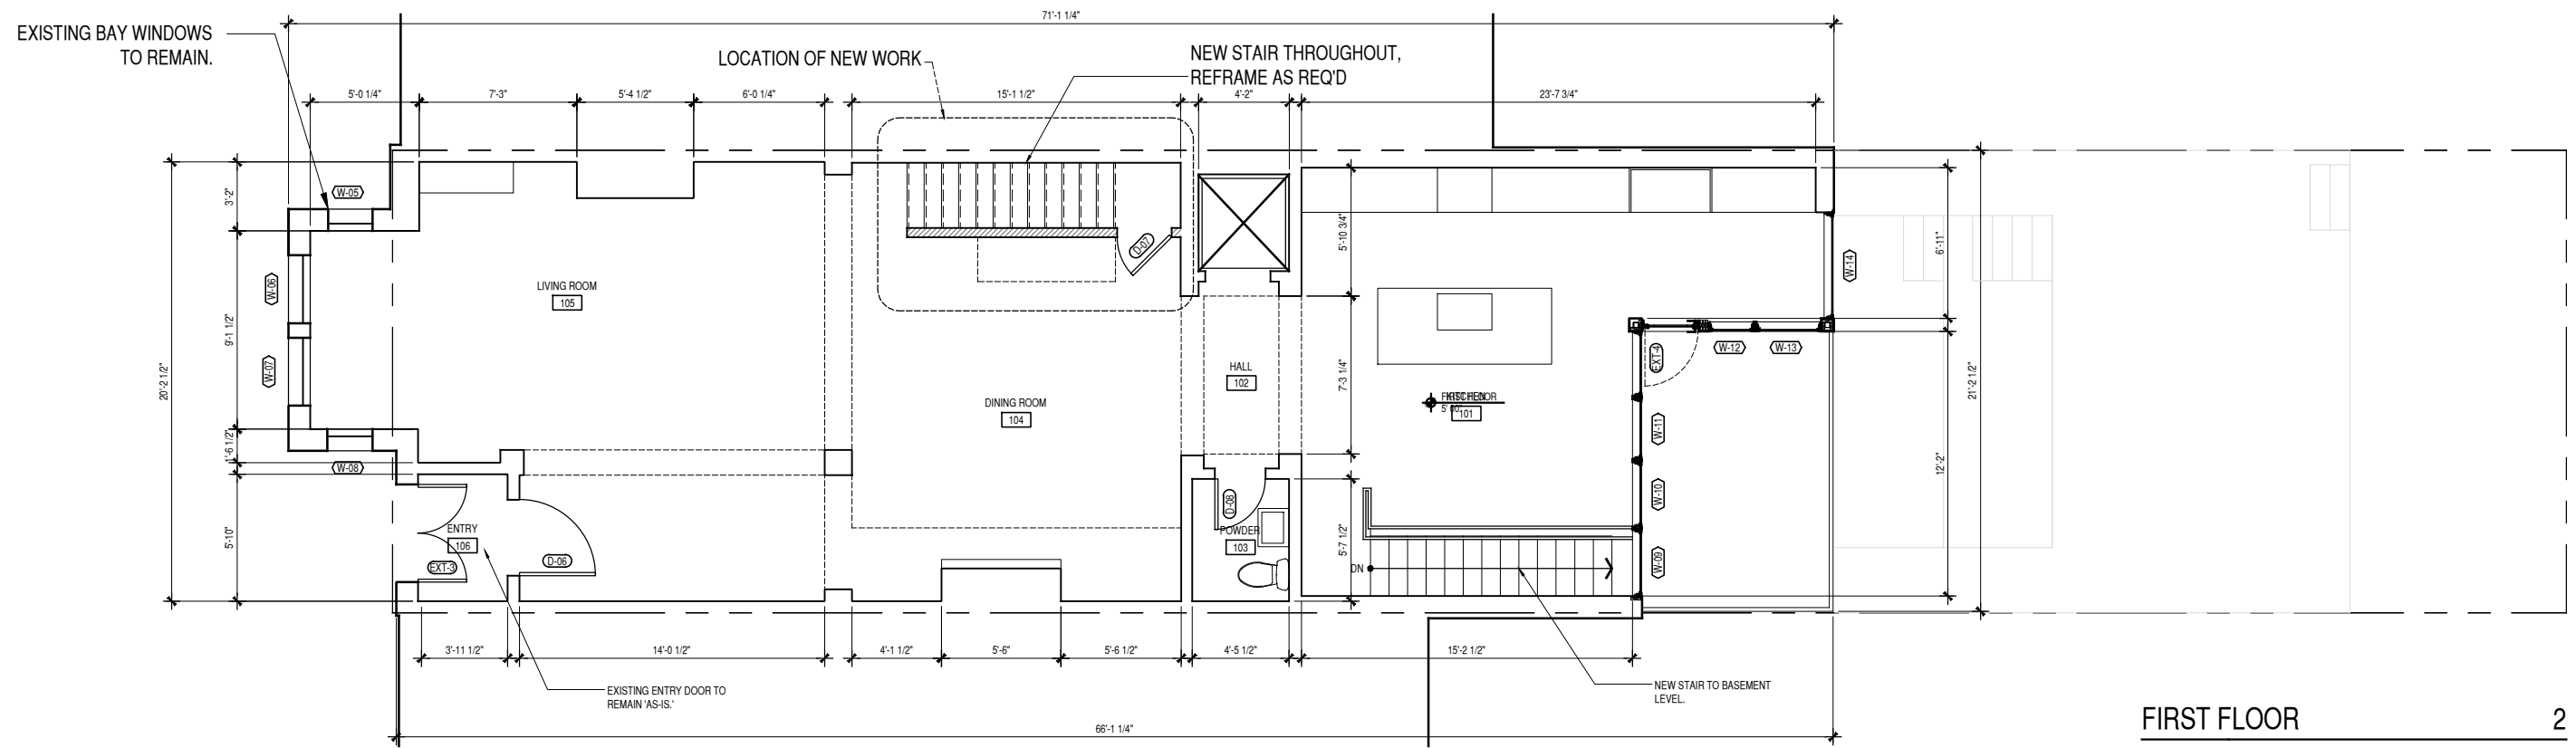 71'-1 1/4"
EXISTING BAY WINDOWS
TO REMAIN.
LOCATION OF NEW WORK
NEW STAIR THROUGHOUT,
REFRAME AS REQ'D
5'-0 1/4"
7'-3"
5'-4 1/2"
6'-0 1/4"
15'-1 1/2"
4'-2"
23'-7 3/4"
W-05
3'-2"
9'-1 1/2"
20'-2 1/2"
1'-6 1/2"
5'-10"
W-06
W-07
W-08
LIVING ROOM
105
D-07
DINING ROOM
104
HALL
102
5'-10 3/4"
7'-3 1/4"
5'-7 1/2"
FIRST FLOOR
KITCHEN
101
W-14
6'-11"
21'-2 1/2"
12'-2"
EXT-4
W-12
W-13
W-11
W-10
W-09
ENTRY
106
EXT-3
D-06
D-08
POWDER
103
DN
3'-11 1/2"
14'-0 1/2"
4'-1 1/2"
5'-6"
5'-6 1/2"
4'-5 1/2"
15'-2 1/2"
EXISTING ENTRY DOOR TO
REMAIN 'AS-IS.'
NEW STAIR TO BASEMENT
LEVEL.
66'-1 1/4"
FIRST FLOOR 2